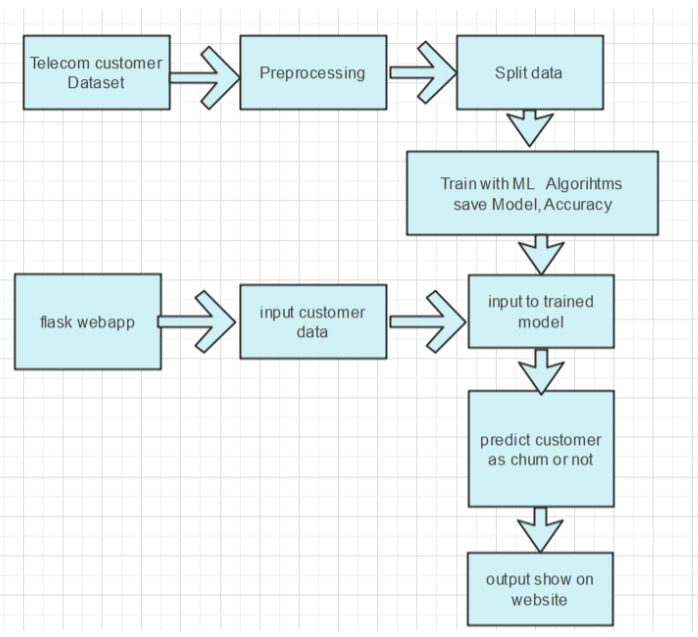 Telecom customer
Dataset
Preprocessing
Split data
Train with ML Algorihtms
save Model, Accuracy
flask webapp
input customer
data
input to trained
model
predict customer
as churn or not
output show on
website